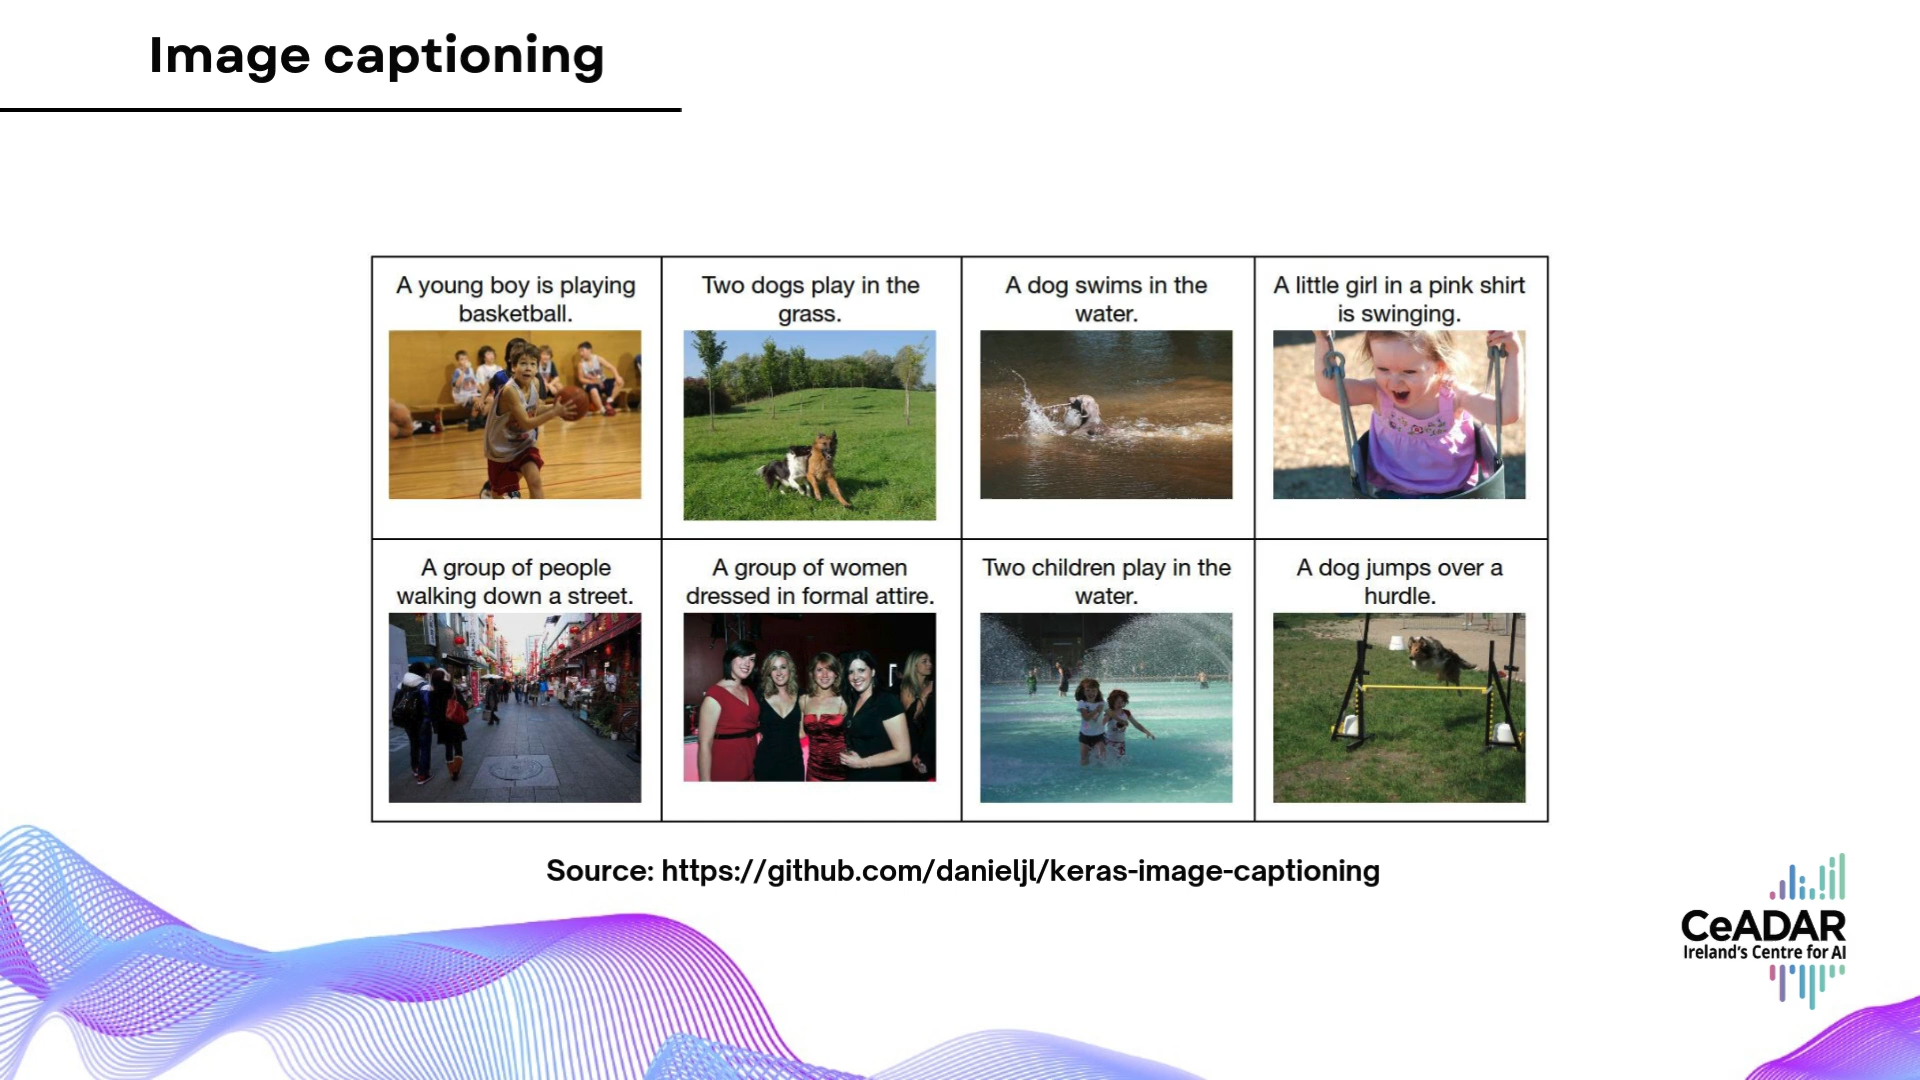 Image captioning
A young boy is playing
basketball.
Two dogs play in the
grass.
A dog swims in the
water.
A little girl in a pink shirt
is swinging.
A group of people
walking down a street.
A group of women
dressed in formal attire.
Two children play in the
water.
A dog jumps over a
hurdle.
Source: https://github.com/danieljl/keras-image-captioning
CeADAR
Ireland's Centre for AI